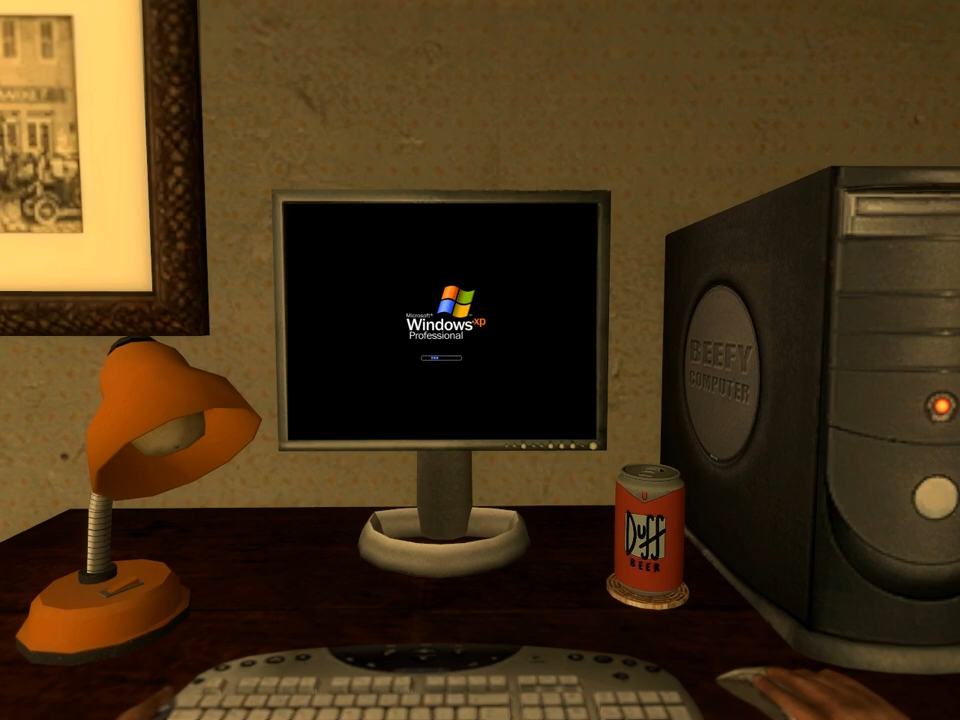 Microsoft®
Windows xp
Professional
BEEFY
COMPUTER
Duff
BEER